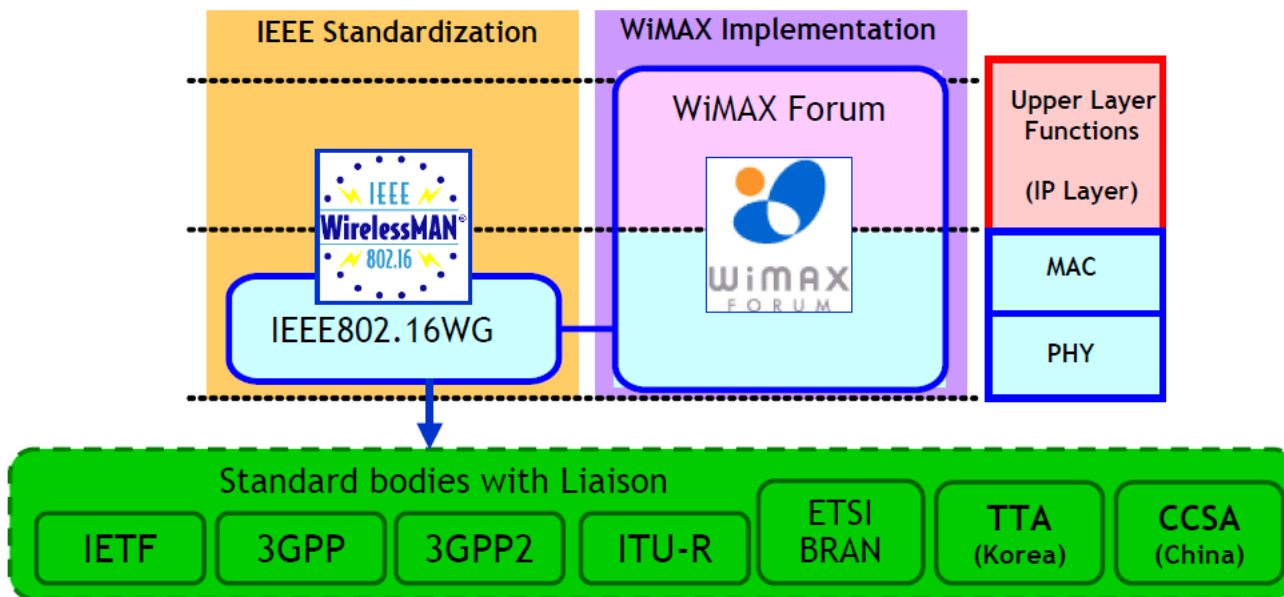 IEEE Standardization
WiMAX Implementation
WiMAX Forum
Upper Layer
Functions
(IP Layer)
IEEE
WirelessMAN®
802.16
WiMAX
FORUM
MAC
IEEE802.16WG
PHY
Standard bodies with Liaison
IETF
3GPP
3GPP2
ITU-R
ETSI
BRAN
TTA
(Korea)
CCSA
(China)